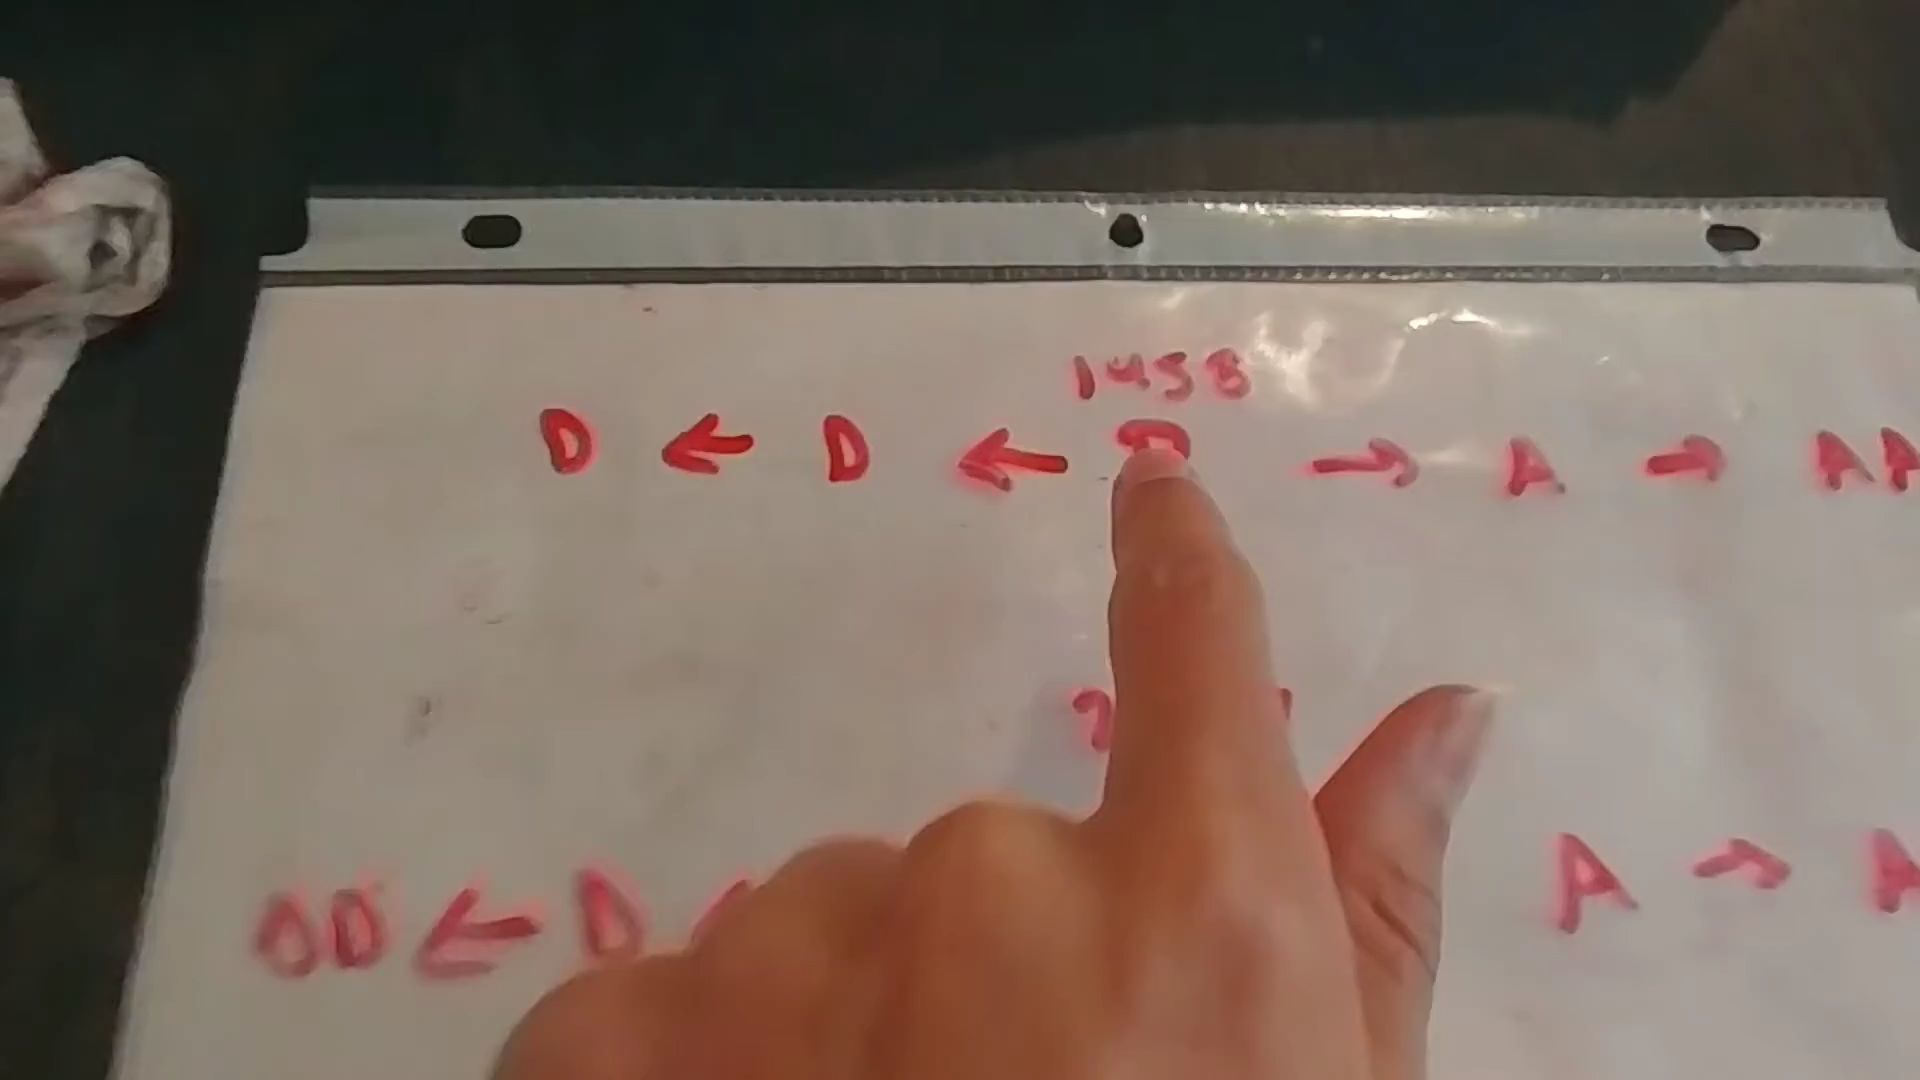 1458
D ← D ← → A → AA
DD ← D A → A